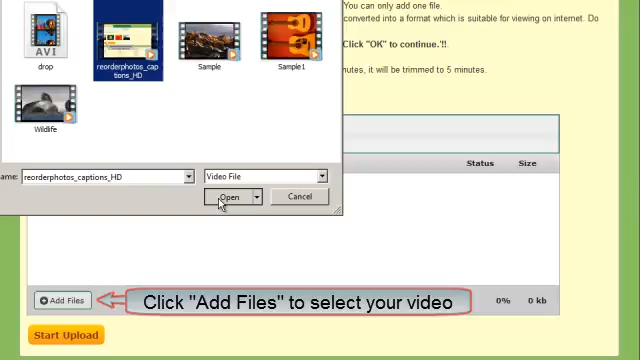 You can only add one file.
converted into a format which is suitable for viewing on internet. Do
Click "OK" to continue.'!!.
nutes, it will be trimmed to 5 minutes.
AVI
drop
reorderphotos_cap
tions_HD
Sample
Sample1
Wildlife
ame:
reorderphotos_captions_HD
Video File
Open
Cancel
Status
Size
Add Files
Click "Add Files" to select your video
0%
0 kb
Start Upload